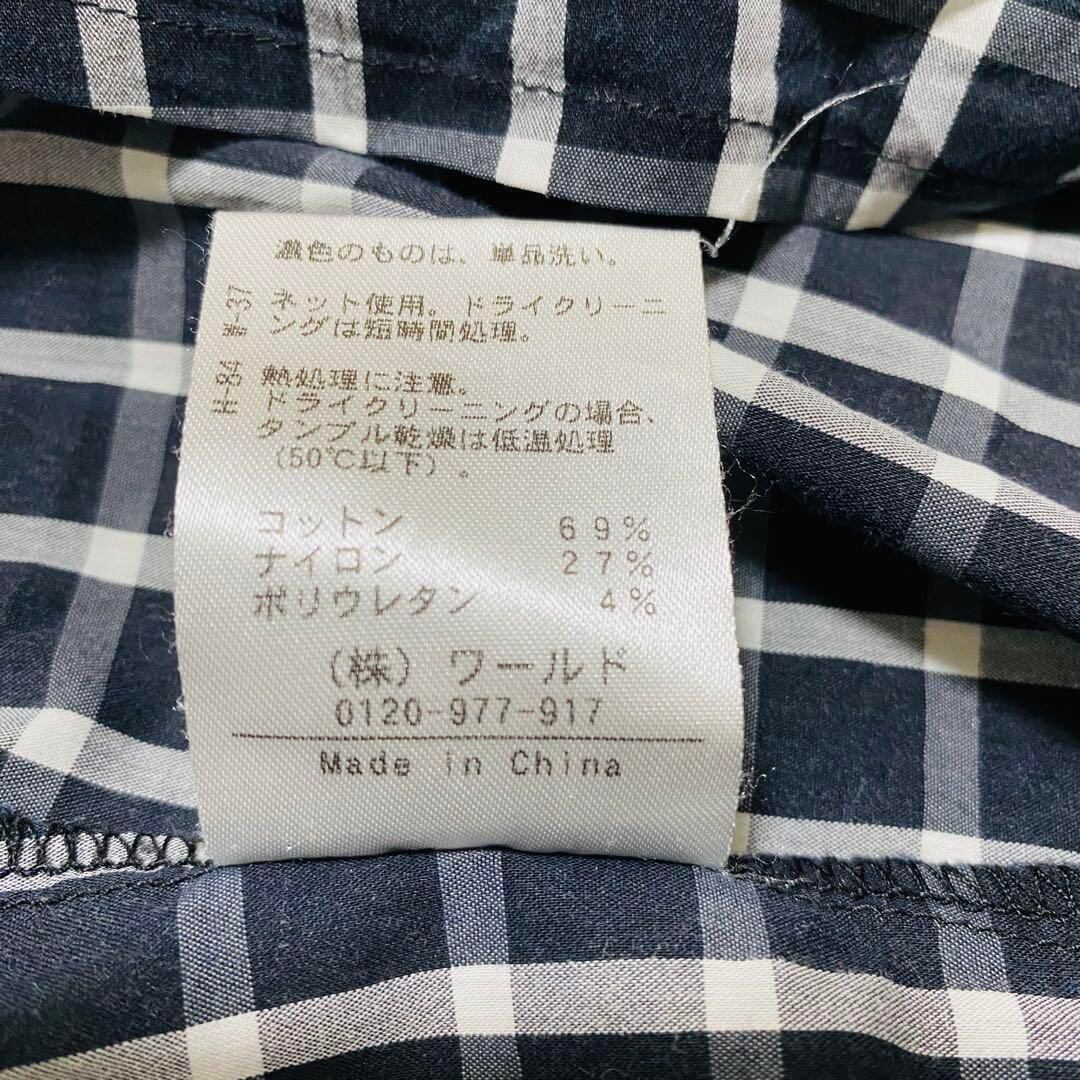 濃色のものは、単品洗い。
W-37
ネット使用。ドライクリーニ
ングは短時間処理。
H-84
熱処理に注意。
ドライクリーニングの場合、
タンブル乾燥は低温処理
（50℃以下）。
コットン 69%
ナイロン 27%
ポリウレタン 4%
（株）ワールド
0120-977-917
Made in China